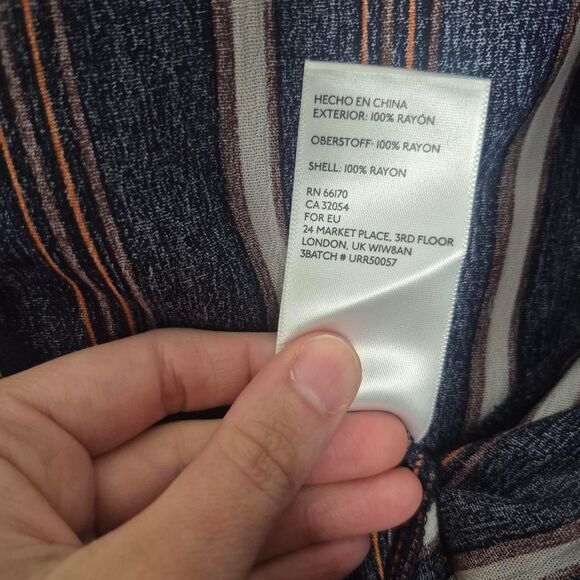 HECHO EN CHINA
EXTERIOR: 100% RAYÓN
OBERSTOFF: 100% RAYON
SHELL: 100% RAYON
RN 66170
CA 32054
FOR EU
24 MARKET PLACE, 3RD FLOOR
LONDON, UK W1W8AN
3BATCH # URR50057